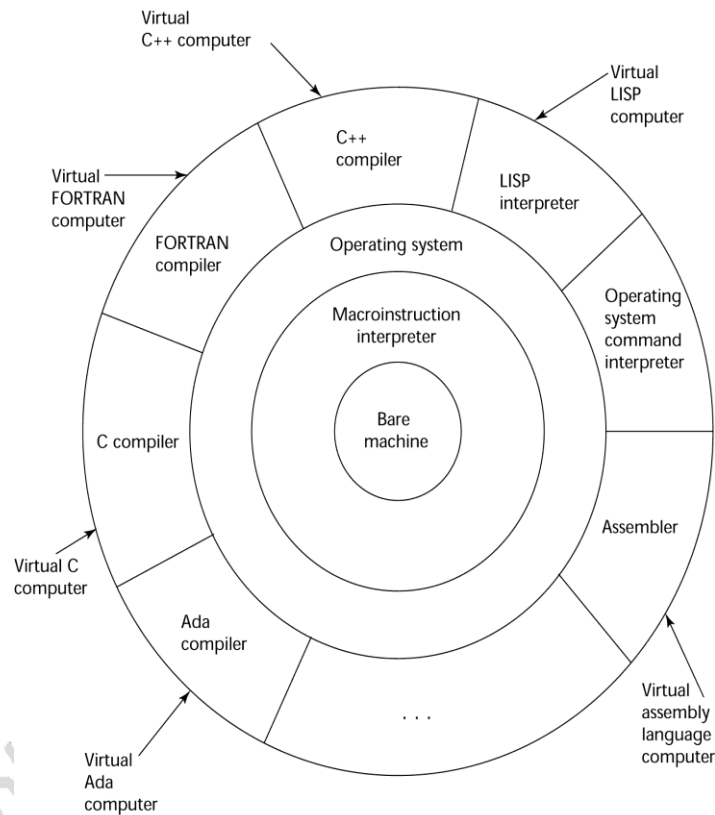 Virtual
C++ computer
Virtual
LISP
computer
C++
compiler
Virtual
FORTRAN
computer
LISP
interpreter
FORTRAN
compiler
Operating system
Operating
system
command
interpreter
Macroinstruction
interpreter
Bare
machine
C compiler
Assembler
Virtual C
computer
Ada
compiler
. . .
Virtual
assembly
language
computer
Virtual
Ada
computer